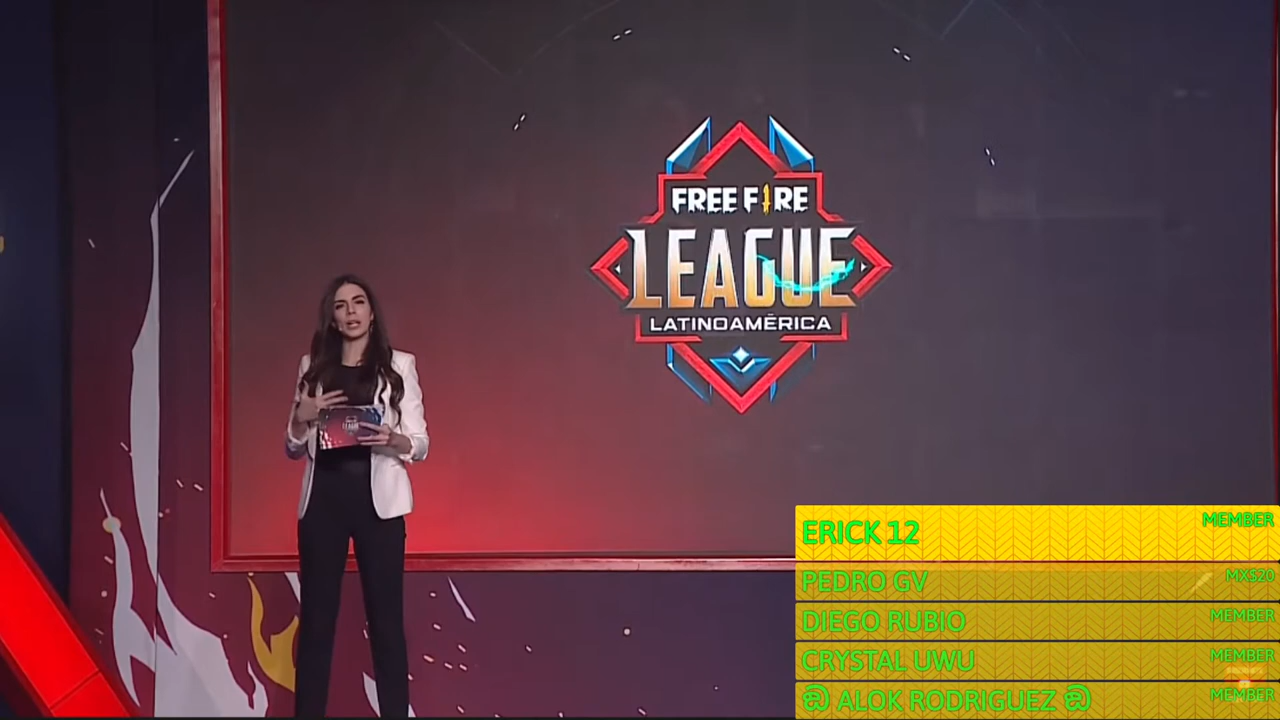 FREE FIRE
LEAGUE
LATINOAMÉRICA
LEAGUE
ERICK 12
MEMBER
PEDRO GV
MX$20
DIEGO RUBIO
MEMBER
CRYSTAL UWU
MEMBER
ඞ ALOK RODRIGUEZ ඞ
MEMBER